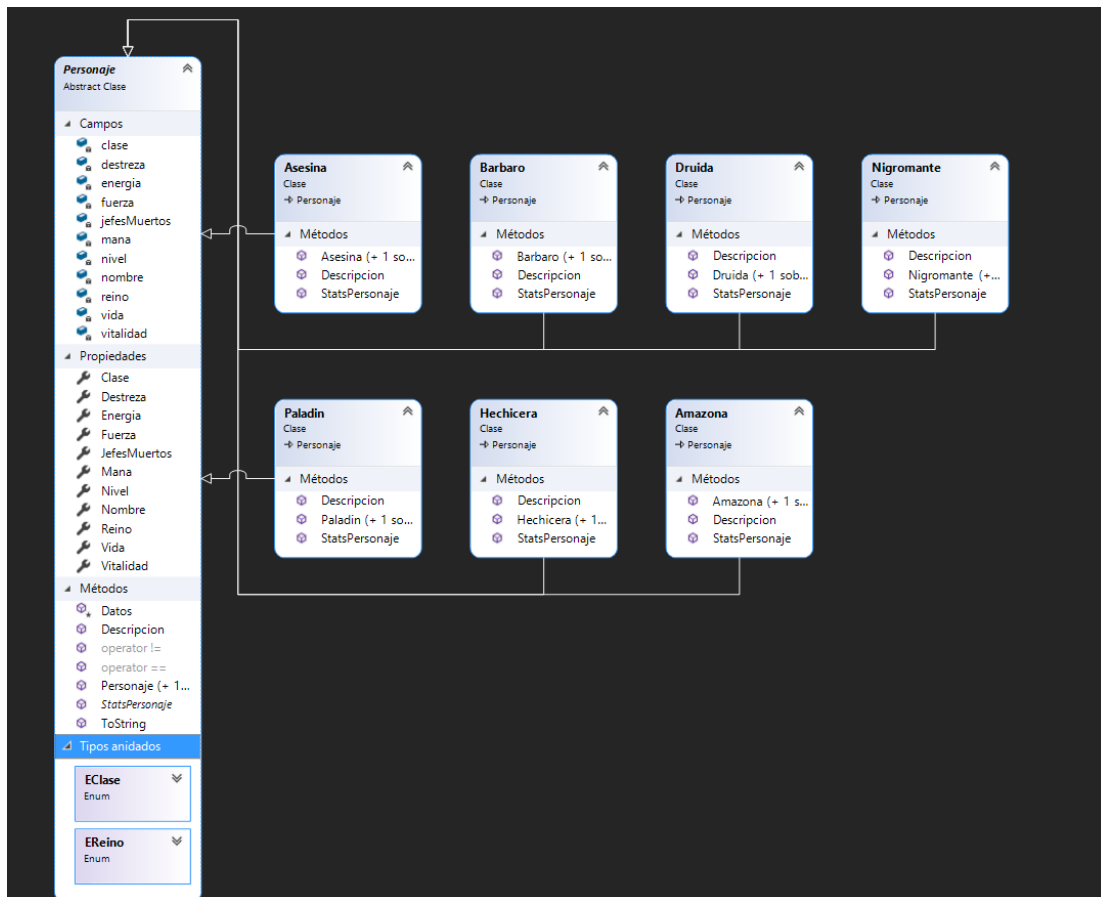 Personaje
Abstract Clase
Campos
clase
destreza
energia
fuerza
jefesMuertos
mana
nivel
nombre
reino
vida
vitalidad
Propiedades
Clase
Destreza
Energia
Fuerza
JefesMuertos
Mana
Nivel
Nombre
Reino
Vida
Vitalidad
Métodos
Datos
Descripcion
operator !=
operator ==
Personaje (+ 1...
StatsPersonaje
ToString
Tipos anidados
EClase
Enum
EReino
Enum
Asesina
Clase
Personaje
Métodos
Asesina (+ 1 so...
Descripcion
StatsPersonaje
Barbaro
Clase
Personaje
Métodos
Barbaro (+ 1 so...
Descripcion
StatsPersonaje
Druida
Clase
Personaje
Métodos
Descripcion
Druida (+ 1 sob...
StatsPersonaje
Nigromante
Clase
Personaje
Métodos
Descripcion
Nigromante (+...
StatsPersonaje
Paladin
Clase
Personaje
Métodos
Descripcion
Paladin (+ 1 so...
StatsPersonaje
Hechicera
Clase
Personaje
Métodos
Descripcion
Hechicera (+ 1...
StatsPersonaje
Amazona
Clase
Personaje
Métodos
Amazona (+ 1 s...
Descripcion
StatsPersonaje